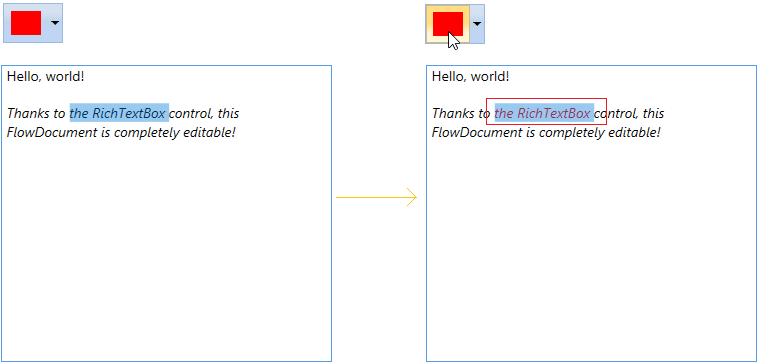 Hello, world!
Thanks to the RichTextBox control, this
FlowDocument is completely editable!
Hello, world!
Thanks to the RichTextBox control, this
FlowDocument is completely editable!